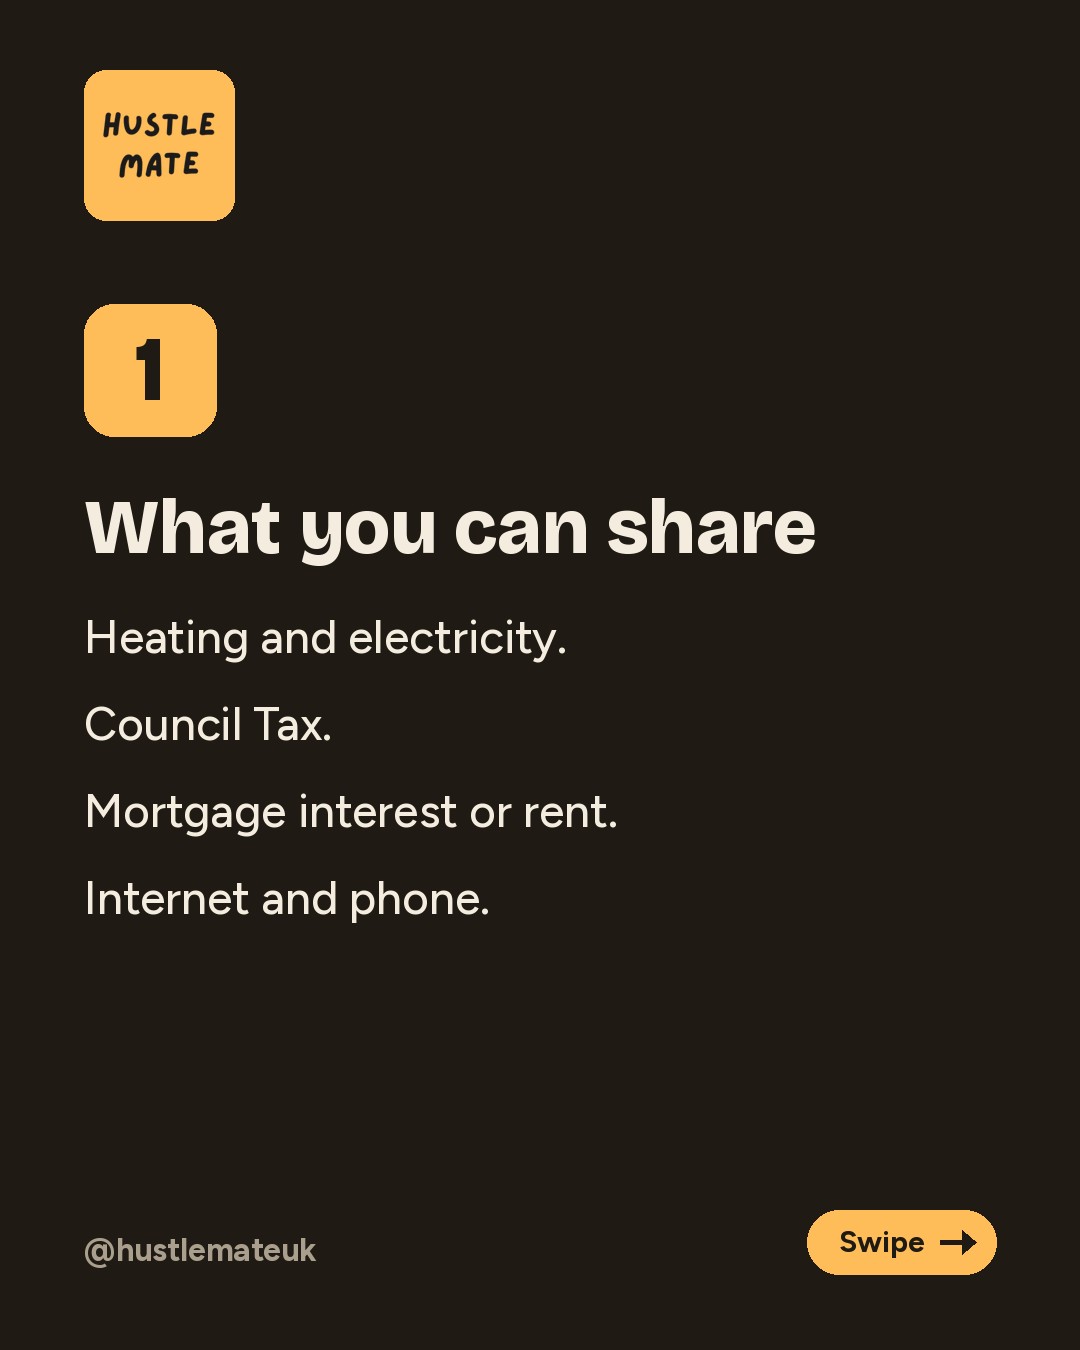 HUSTLE
MATE
1
What you can share
Heating and electricity.
Council Tax.
Mortgage interest or rent.
Internet and phone.
@hustlemateuk
Swipe